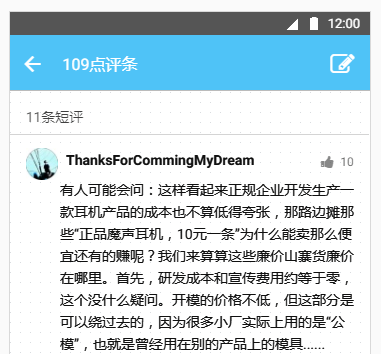 12:00
109点评条
11条短评
ThanksForCommingMyDream 10
有人可能会问：这样看起来正规企业开发生产一
款耳机产品的成本也不算低得夸张，那路边摊那
些“正品魔声耳机，10元一条”为什么能卖那么便
宜还有的赚呢？我们来算算这些廉价山寨货廉价
在哪里。首先，研发成本和宣传费用约等于零，
这个没什么疑问。开模的价格不低，但这部分是
可以绕过去的，因为很多小厂实际上用的是“公
模”，也就是曾经用在别的产品上的模具......